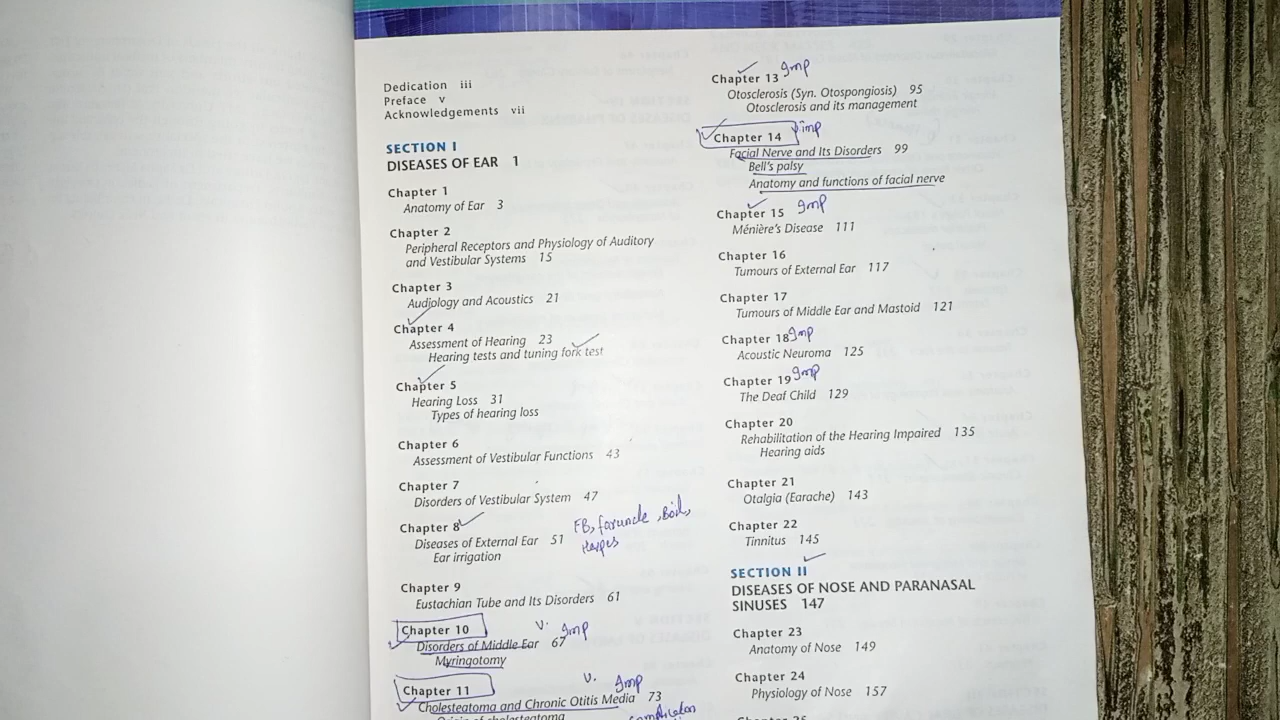 Dedication iii
Preface v
Acknowledgements vii
SECTION I
DISEASES OF EAR 1
Chapter 1
Anatomy of Ear 3
Chapter 2
Peripheral Receptors and Physiology of Auditory
and Vestibular Systems 15
Chapter 3
Audiology and Acoustics 21
Chapter 4
Assessment of Hearing 23
Hearing tests and tuning fork test
Chapter 5
Hearing Loss 31
Types of hearing loss
Chapter 6
Assessment of Vestibular Functions 43
Chapter 7
Disorders of Vestibular System 47
Chapter 8
Diseases of External Ear 51
Ear irrigation
FB, furuncle, Boil,
Herpes
Chapter 9
Eustachian Tube and Its Disorders 61
Chapter 10
V. Imp
Disorders of Middle Ear 67
Myringotomy
Chapter 11
V. Imp
Cholesteatoma and Chronic Otitis Media 73
Origin of cholesteatoma
Chapter 13 Imp
Otosclerosis (Syn. Otospongiosis) 95
Otosclerosis and its management
Chapter 14 V imp
Facial Nerve and Its Disorders 99
Bell's palsy
Anatomy and functions of facial nerve
Chapter 15 Imp
Ménière's Disease 111
Chapter 16
Tumours of External Ear 117
Chapter 17
Tumours of Middle Ear and Mastoid 121
Chapter 18 Imp
Acoustic Neuroma 125
Chapter 19 Imp
The Deaf Child 129
Chapter 20
Rehabilitation of the Hearing Impaired 135
Hearing aids
Chapter 21
Otalgia (Earache) 143
Chapter 22
Tinnitus 145
SECTION II
DISEASES OF NOSE AND PARANASAL
SINUSES 147
Chapter 23
Anatomy of Nose 149
Chapter 24
Physiology of Nose 157